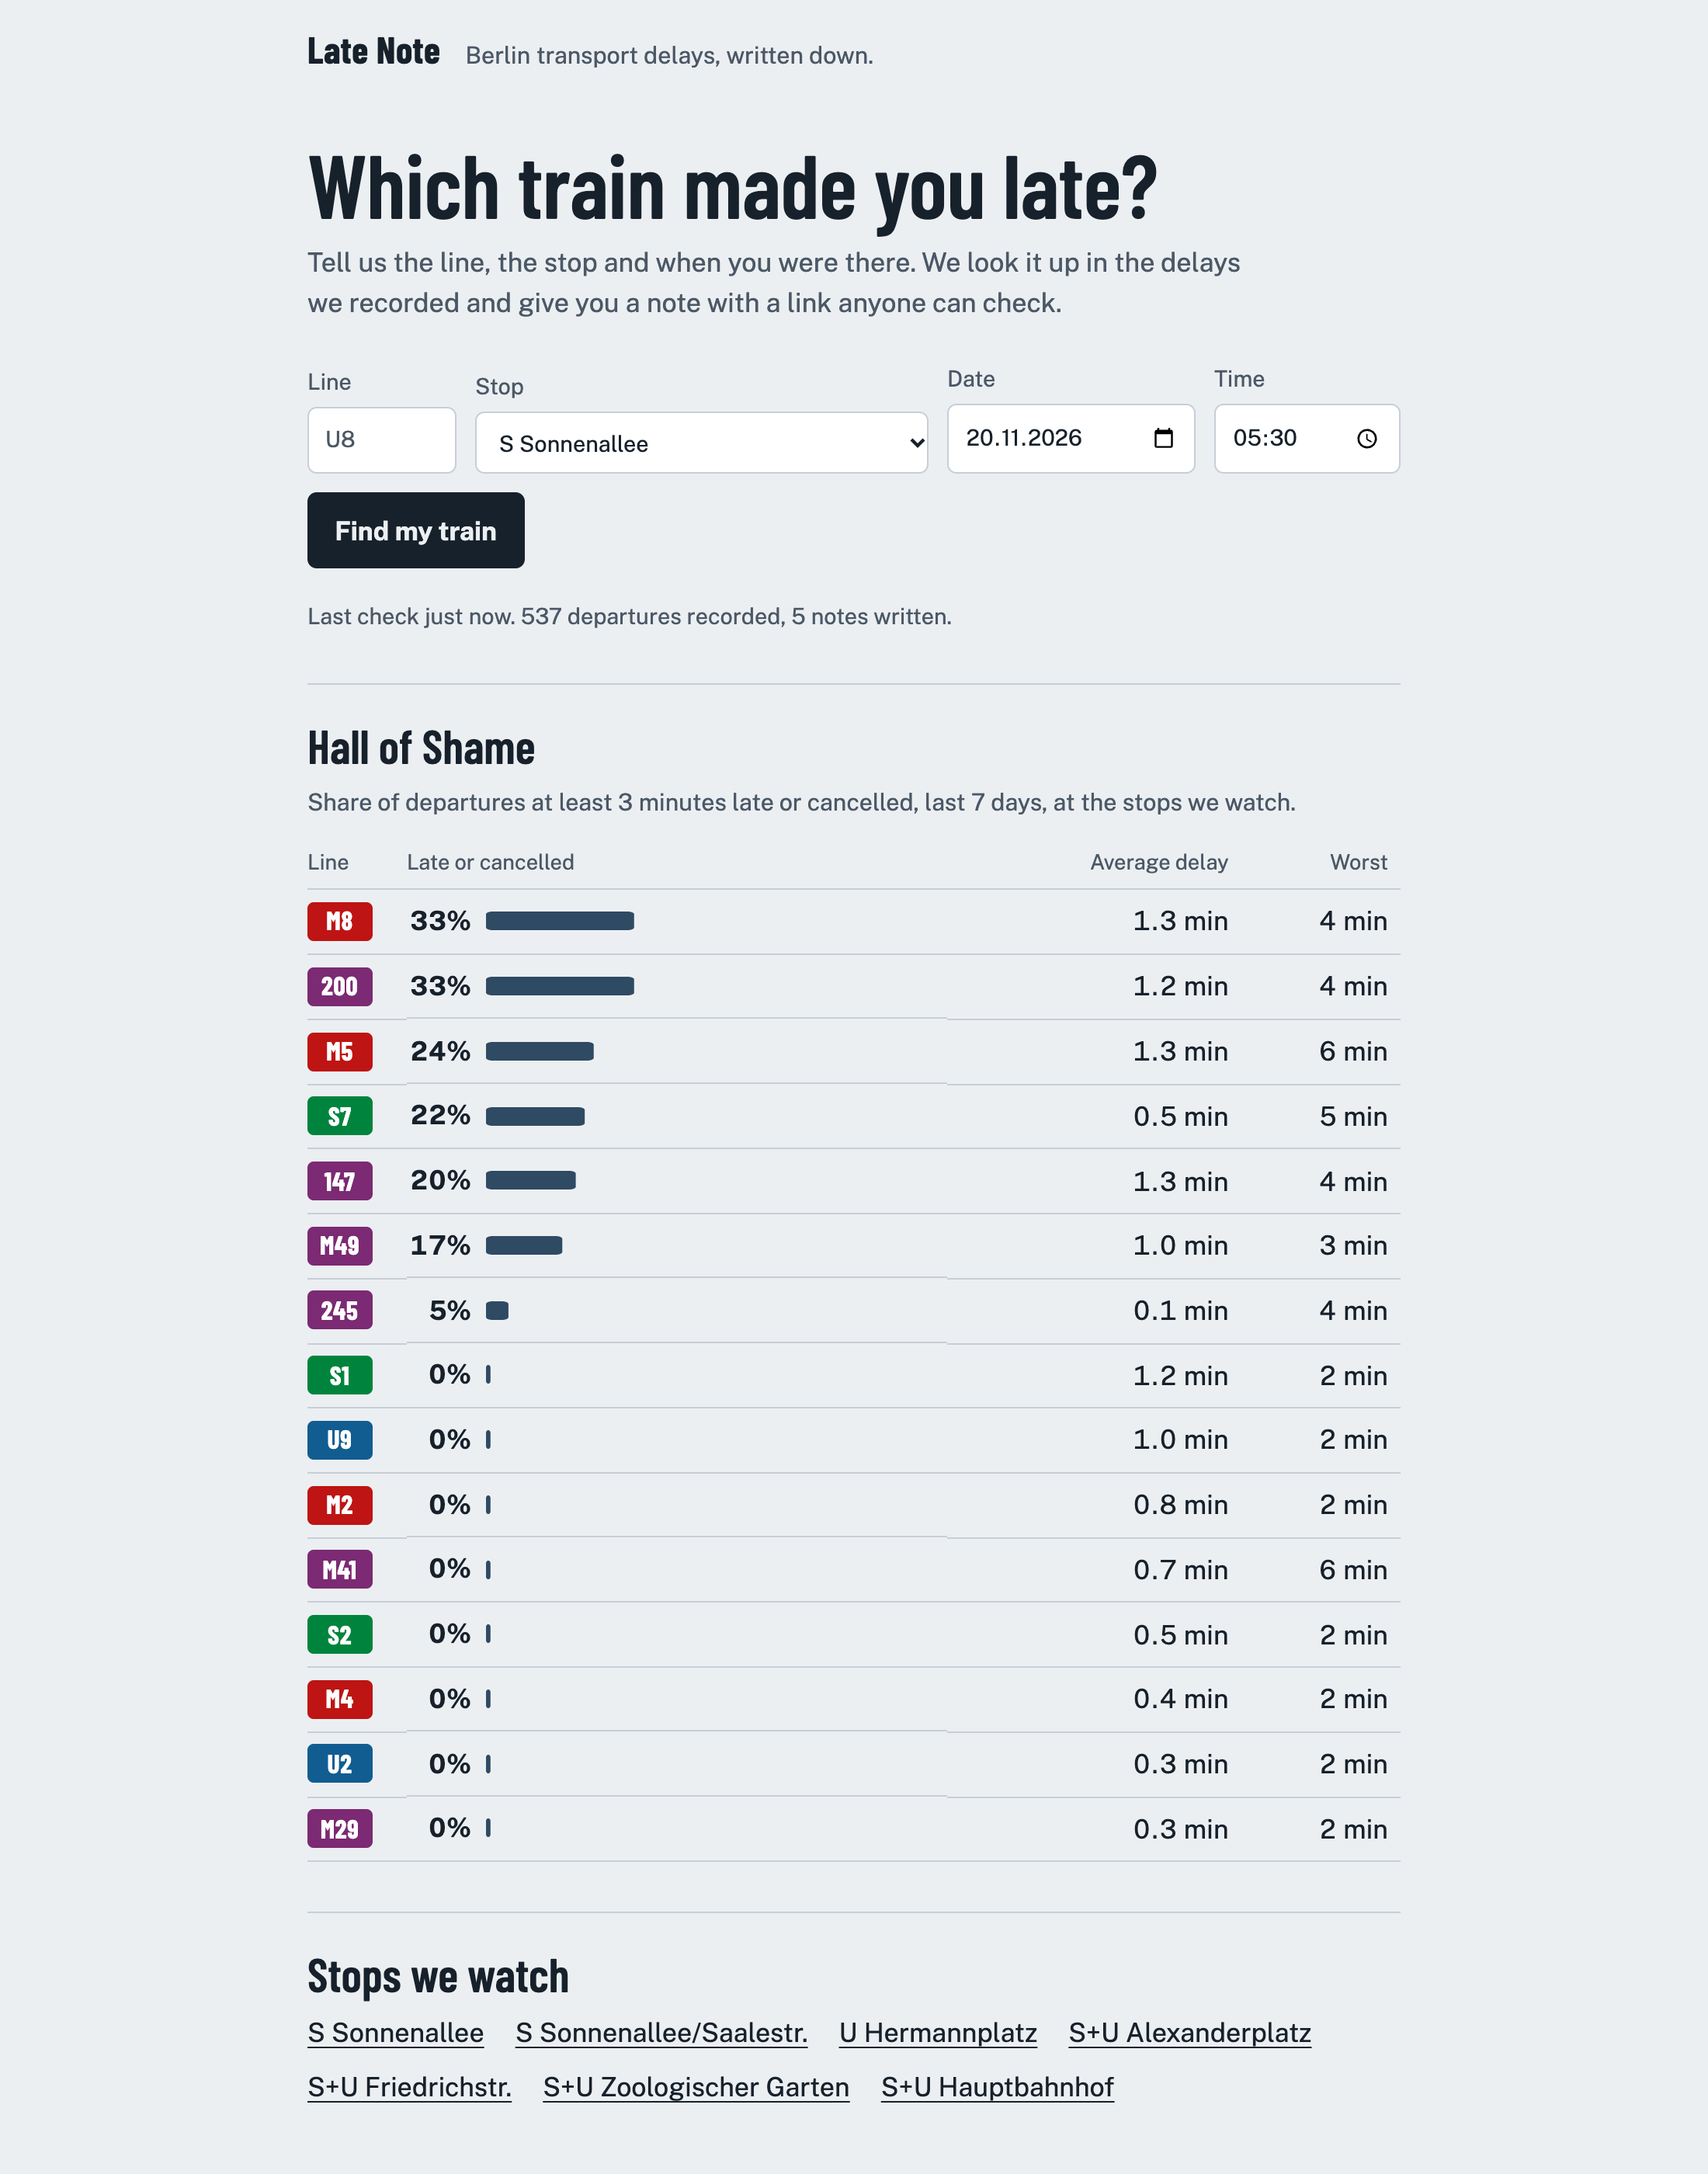 Late Note Berlin transport delays, written down.
Which train made you late?
Tell us the line, the stop and when you were there. We look it up in the delays
we recorded and give you a note with a link anyone can check.
Line Stop Date Time
U8 S Sonnenallee 20.11.2026 05:30
Find my train
Last check just now. 537 departures recorded, 5 notes written.
Hall of Shame
Share of departures at least 3 minutes late or cancelled, last 7 days, at the stops we watch.
Line Late or cancelled Average delay Worst
M8 33% 1.3 min 4 min
200 33% 1.2 min 4 min
M5 24% 1.3 min 6 min
S7 22% 0.5 min 5 min
147 20% 1.3 min 4 min
M49 17% 1.0 min 3 min
245 5% 0.1 min 4 min
S1 0% 1.2 min 2 min
U9 0% 1.0 min 2 min
M2 0% 0.8 min 2 min
M41 0% 0.7 min 6 min
S2 0% 0.5 min 2 min
M4 0% 0.4 min 2 min
U2 0% 0.3 min 2 min
M29 0% 0.3 min 2 min
Stops we watch
S Sonnenallee S Sonnenallee/Saalestr. U Hermannplatz S+U Alexanderplatz
S+U Friedrichstr. S+U Zoologischer Garten S+U Hauptbahnhof